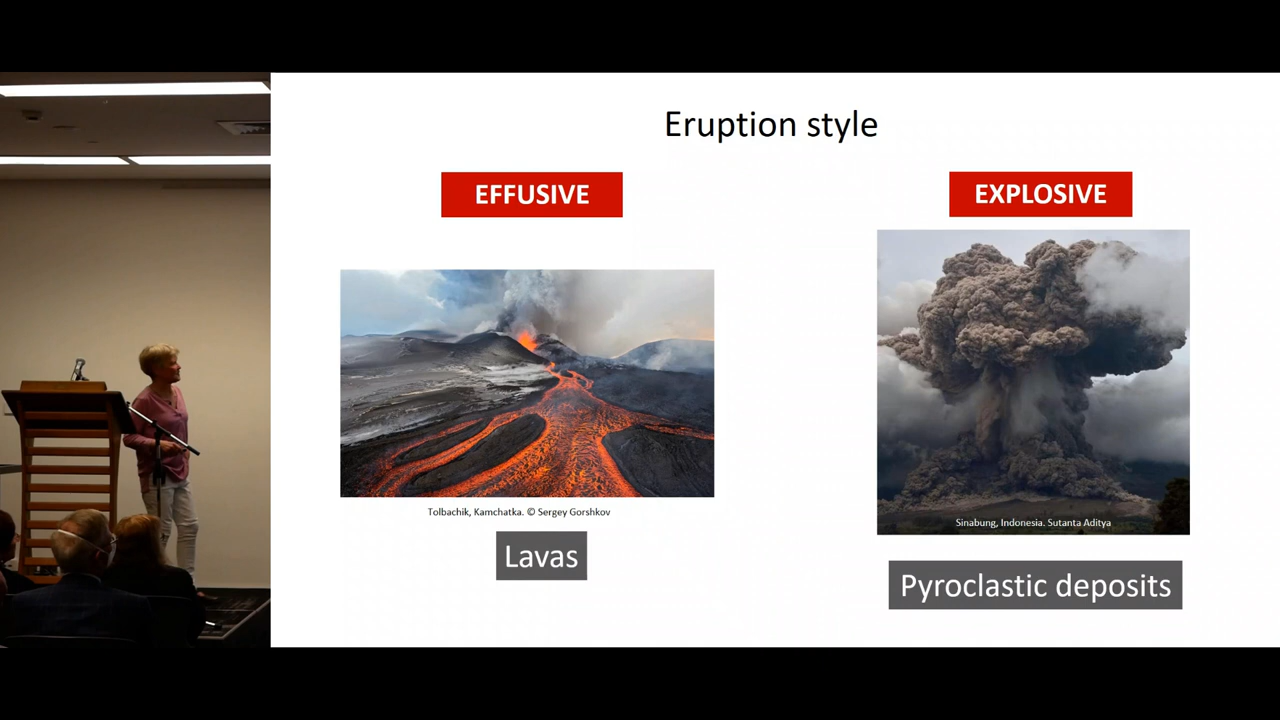 Eruption style
EFFUSIVE
EXPLOSIVE
Tolbachik, Kamchatka. © Sergey Gorshkov
Sinabung, Indonesia. Sutanta Aditya
Lavas
Pyroclastic deposits